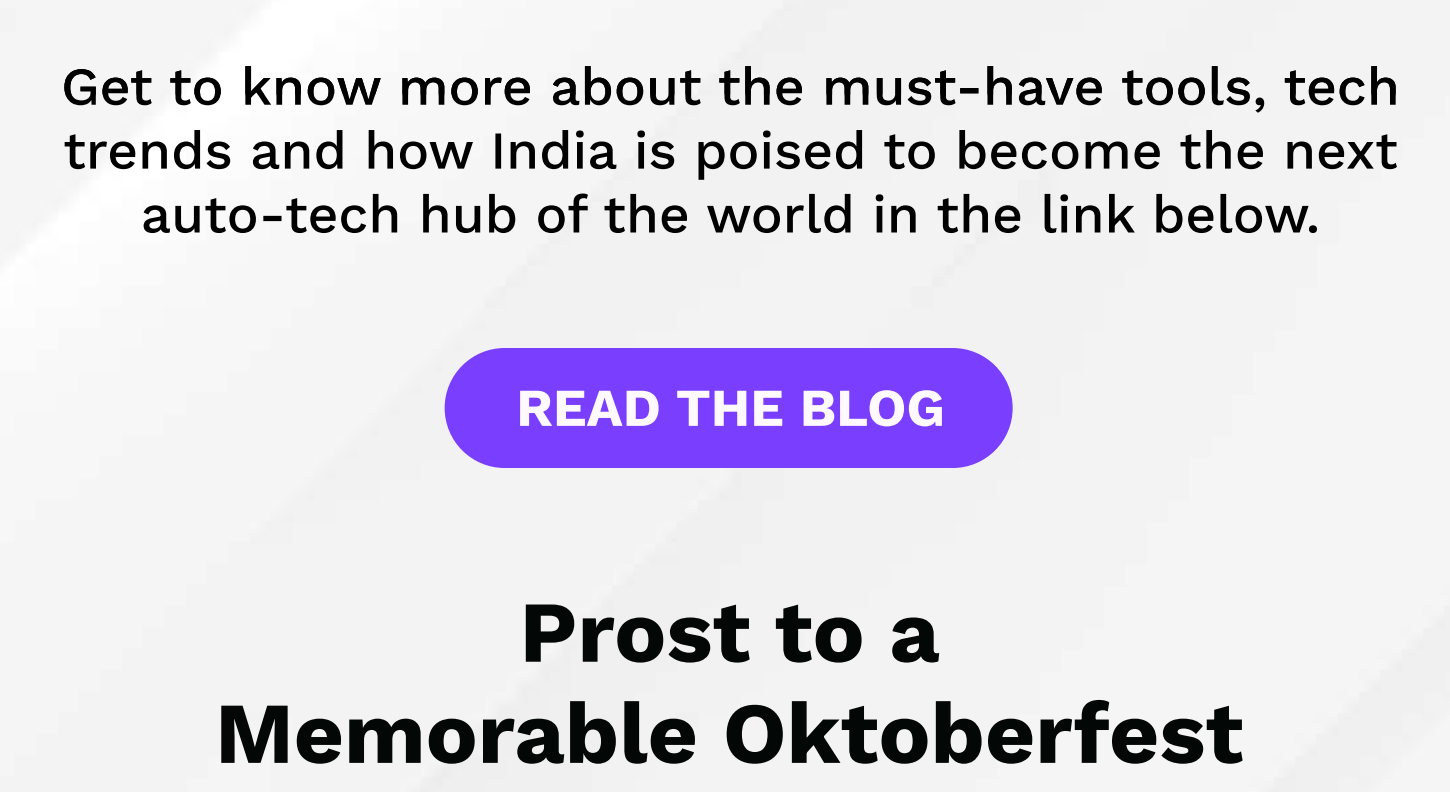 Get to know more about the must-have tools, tech
trends and how India is poised to become the next
auto-tech hub of the world in the link below.
READ THE BLOG
Prost to a
Memorable Oktoberfest